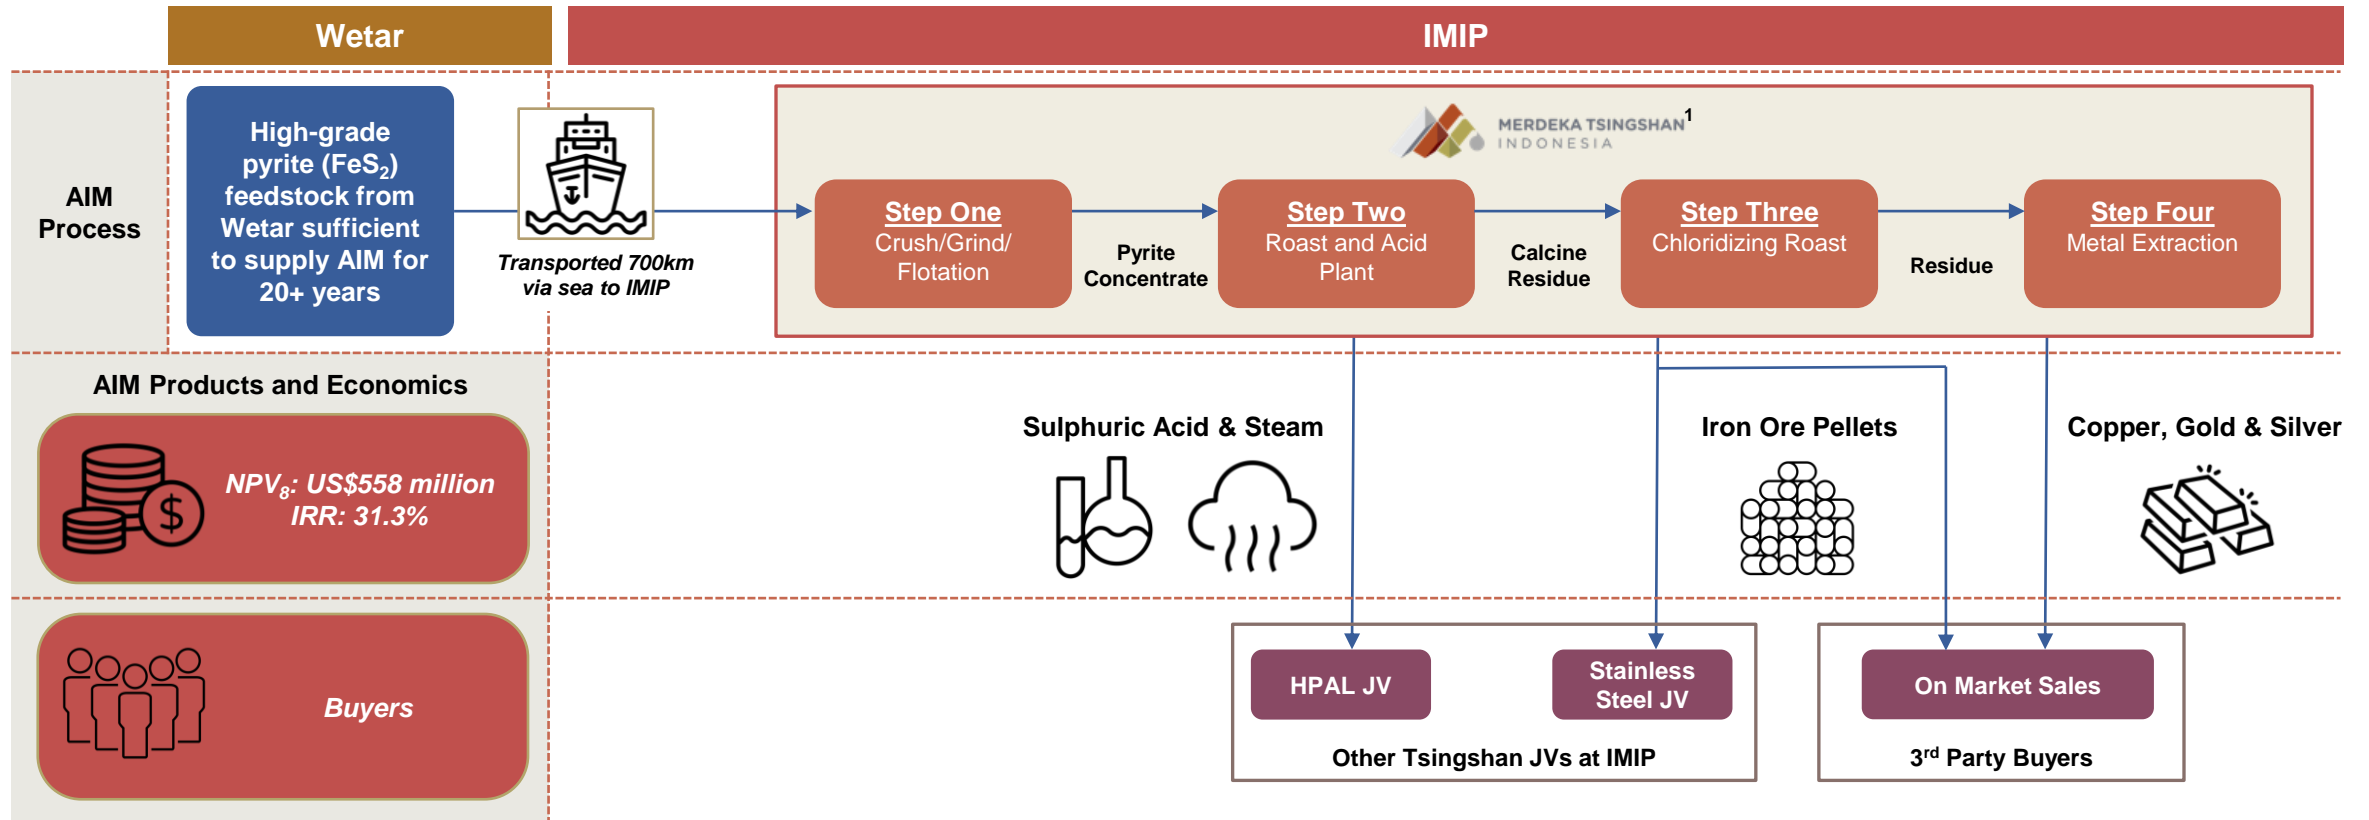 Wetar
IMIP
AIM
Process
High-grade
pyrite (FeS₂)
feedstock from
Wetar sufficient
to supply AIM for
20+ years
Transported 700km
via sea to IMIP
MERDEKA TSINGSHAN¹
INDONESIA
Step One
Crush/Grind/
Flotation
Pyrite
Concentrate
Step Two
Roast and Acid
Plant
Calcine
Residue
Step Three
Chloridizing Roast
Residue
Step Four
Metal Extraction
AIM Products and Economics
NPV₈: US$558 million
IRR: 31.3%
$
Sulphuric Acid & Steam
Iron Ore Pellets
Copper, Gold & Silver
Buyers
HPAL JV
Stainless
Steel JV
On Market Sales
Other Tsingshan JVs at IMIP
3rd Party Buyers